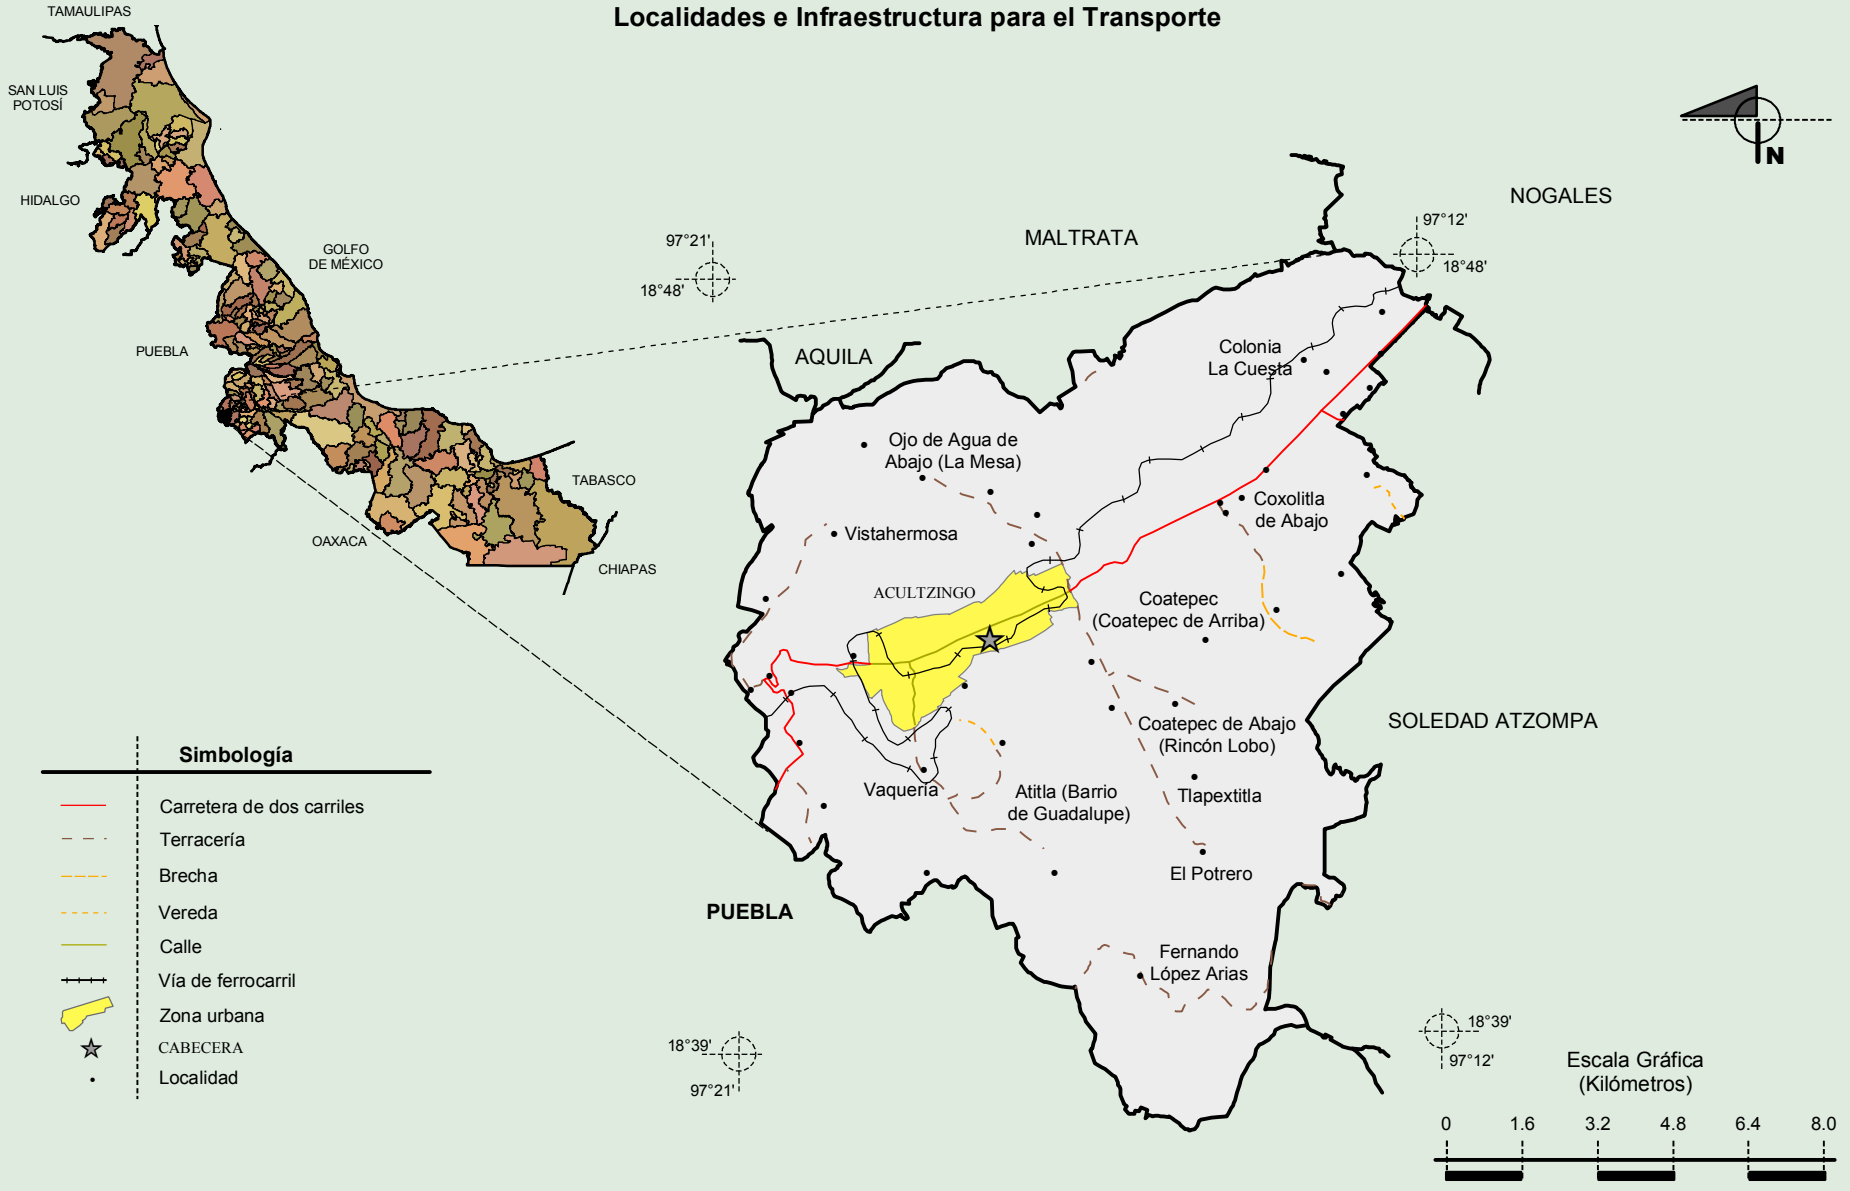 Localidades e Infraestructura para el Transporte
TAMAULIPAS
SAN LUIS
POTOSÍ
HIDALGO
GOLFO
DE MÉXICO
PUEBLA
TABASCO
OAXACA
CHIAPAS
N
NOGALES
MALTRATA
97°21'
18°48'
97°12'
18°48'
AQUILA
Colonia
La Cuesta
Ojo de Agua de
Abajo (La Mesa)
Coxolitla
de Abajo
Vistahermosa
ACULTZINGO
Coatepec
(Coatepec de Arriba)
Coatepec de Abajo
(Rincón Lobo)
SOLEDAD ATZOMPA
Vaquería
Atitla (Barrio
de Guadalupe)
Tlapextitla
El Potrero
PUEBLA
Fernando
López Arias
18°39'
97°21'
18°39'
97°12'
Simbología
Carretera de dos carriles
Terracería
Brecha
Vereda
Calle
Vía de ferrocarril
Zona urbana
CABECERA
Localidad
Escala Gráfica
(Kilómetros)
0 1.6 3.2 4.8 6.4 8.0